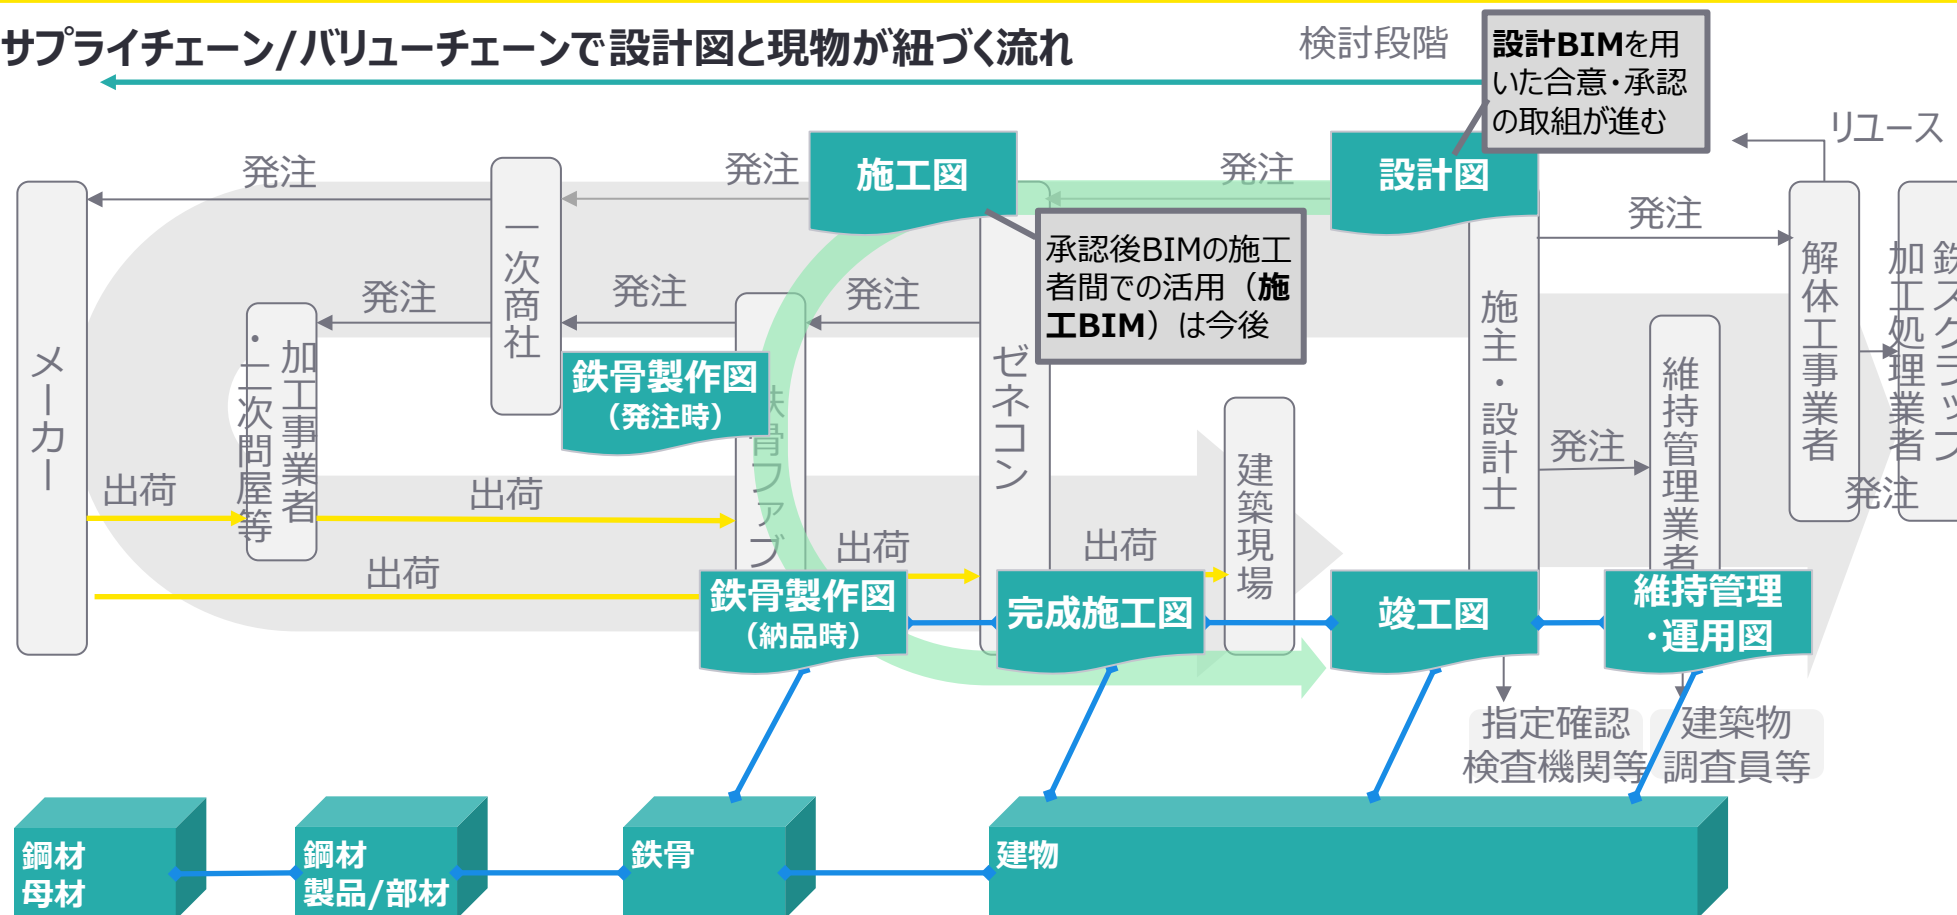 サプライチェーン/バリューチェーンで設計図と現物が紐づく流れ
検討段階
設計BIMを用
いた合意・承認
の取組が進む
リユース
発注
発注
発注
発注
施工図
設計図
承認後BIMの施工
者間での活用（施
工BIM）は今後
発注
発注
発注
メーカー
加工事業者
・二次問屋等
一次商社
鉄骨製作図
（発注時）
鉄骨ファブ
ゼネコン
建築現場
施主・設計士
維持管理業者
解体工事業者
鉄スクラップ
加工処理業者
発注
発注
出荷
出荷
出荷
出荷
出荷
鉄骨製作図
（納品時）
完成施工図
竣工図
維持管理
・運用図
指定確認
検査機関等
建築物
調査員等
鋼材
母材
鋼材
製品/部材
鉄骨
建物